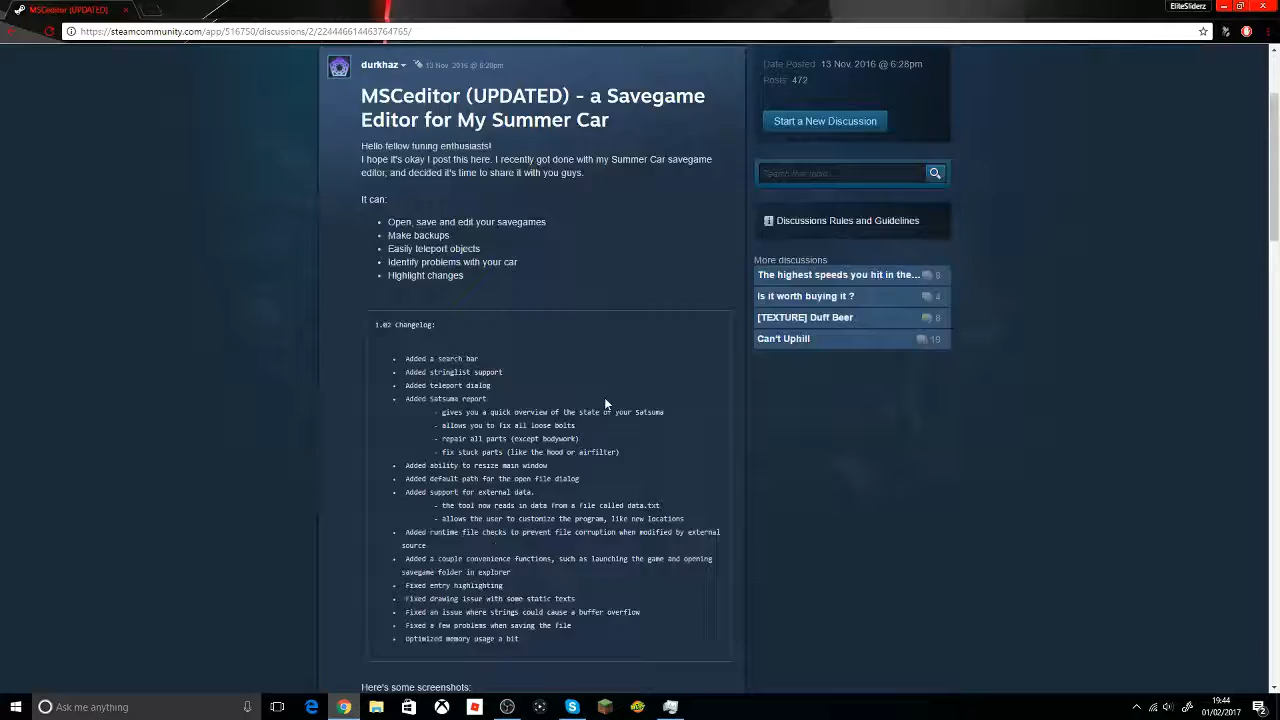 MSCeditor (UPDATED)
EliteSliderz
https://steamcommunity.com/app/516750/discussions/2/224446614463764765/
durkhaz
13 Nov, 2016 @ 6:28pm
MSCeditor (UPDATED) - a Savegame
Editor for My Summer Car
Hello fellow tuning enthusiasts!
I hope it's okay I post this here. I recently got done with my Summer Car savegame
editor, and decided it's time to share it with you guys.
It can:
• Open, save and edit your savegames
• Make backups
• Easily teleport objects
• Identify problems with your car
• Highlight changes
1.02 Changelog:
• Added a search bar
• Added stringlist support
• Added teleport dialog
• Added Satsuma report
- gives you a quick overview of the state of your Satsuma
- allows you to fix all loose bolts
- repair all parts (except bodywork)
- fix stuck parts (like the hood or airfilter)
• Added ability to resize main window
• Added default path for the open file dialog
• Added support for external data.
- the tool now reads in data from a file called data.txt
- allows the user to customize the program, like new locations
• Added runtime file checks to prevent file corruption when modified by external
source
• Added a couple convenience functions, such as launching the game and opening
savegame folder in explorer
• Fixed entry highlighting
• Fixed drawing issue with some static texts
• Fixed an issue where strings could cause a buffer overflow
• Fixed a few problems when saving the file
• Optimized memory usage a bit
Here's some screenshots:
Date Posted: 13 Nov, 2016 @ 6:28pm
Posts: 472
Start a New Discussion
Search this topic...
Discussions Rules and Guidelines
More discussions
The highest speeds you hit in the... 8
Is it worth buying it ? 4
[TEXTURE] Duff Beer 8
Can't Uphill 19
Ask me anything
19:44
01/02/2017